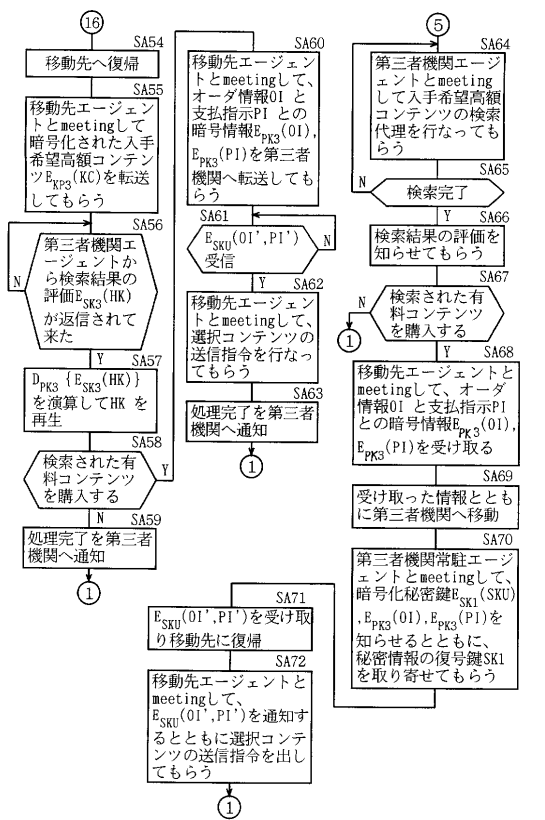 16
SA54
移動先へ復帰
SA55
移動先エージェン
トとmeetingして
暗号化された入手
希望高額コンテン
ツE_KP3(KC)を転送
してもらう
SA56
第三者機関
エージェント
から検索結果の
評価E_SK3(HK)
が返信されて
来た
N
Y
SA57
D_PK3{E_SK3(HK)}
を演算してHKを
再生
SA58
検索された有
料コンテンツ
を購入する
Y
N
SA59
処理完了を第三者
機関へ通知
1
SA60
移動先エージェン
トとmeetingして、
オーダ情報OIと
支払指示PIとの
暗号情報E_PK3(OI),
E_PK3(PI)を第三者
機関へ転送しても
らう
SA61
E_SKU(OI',PI')
受信
N
Y
SA62
移動先エージェン
トとmeetingして、
選択コンテンツの
送信指令を行なっ
てもらう
SA63
処理完了を第三者
機関へ通知
1
5
SA64
第三者機関エージ
ェントとmeeting
して入手希望高額
コンテンツの検索
代理を行なっても
らう
SA65
N
検索完了
Y
SA66
検索結果の評価を
知らせてもらう
SA67
N
検索された有
料コンテンツ
を購入する
1
Y
SA68
移動先エージェントと
meetingして、オーダ
情報OIと支払指示PI
との暗号情報E_PK3(OI),
E_PK3(PI)を受け取る
SA69
受け取った情報ととも
に第三者機関へ移動
SA70
第三者機関常駐エージ
ェントとmeetingして、
暗号化秘密鍵E_SK1(SKU)
,E_PK3(OI),E_PK3(PI)を
知らせるとともに、
秘密情報の復号鍵SK1
を取り寄せてもらう
SA71
E_SKU(OI',PI')を受け取
り移動先に復帰
SA72
移動先エージェントと
meetingして、
E_SKU(OI',PI')を通知す
るとともに選択コンテ
ンツの送信指令を出し
てもらう
1